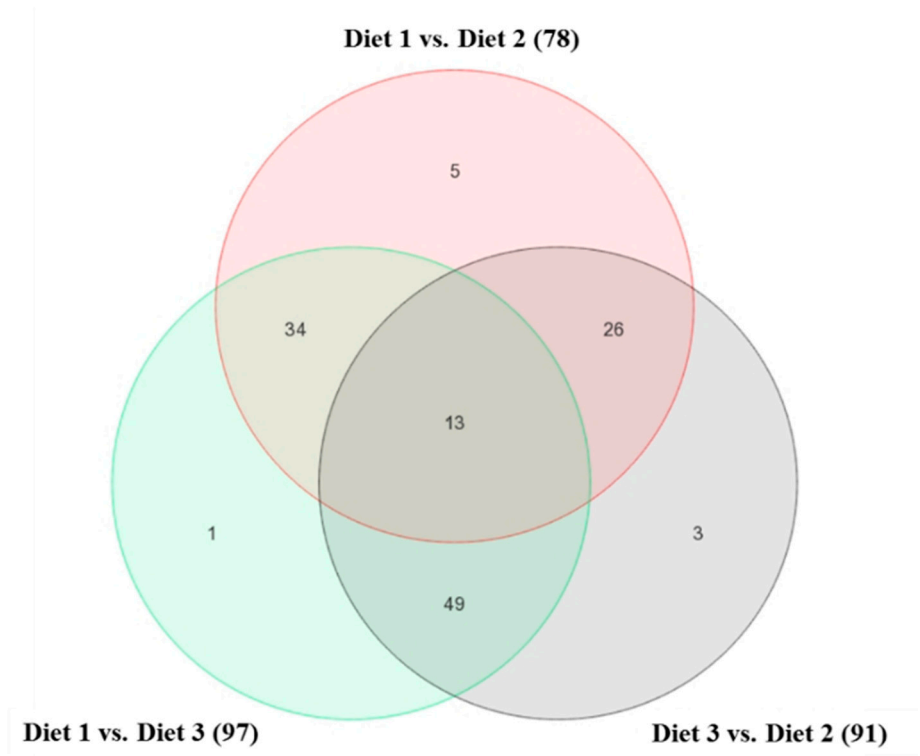 Diet 1 vs. Diet 2 (78)
5
34
26
13
1
3
49
Diet 1 vs. Diet 3 (97)
Diet 3 vs. Diet 2 (91)